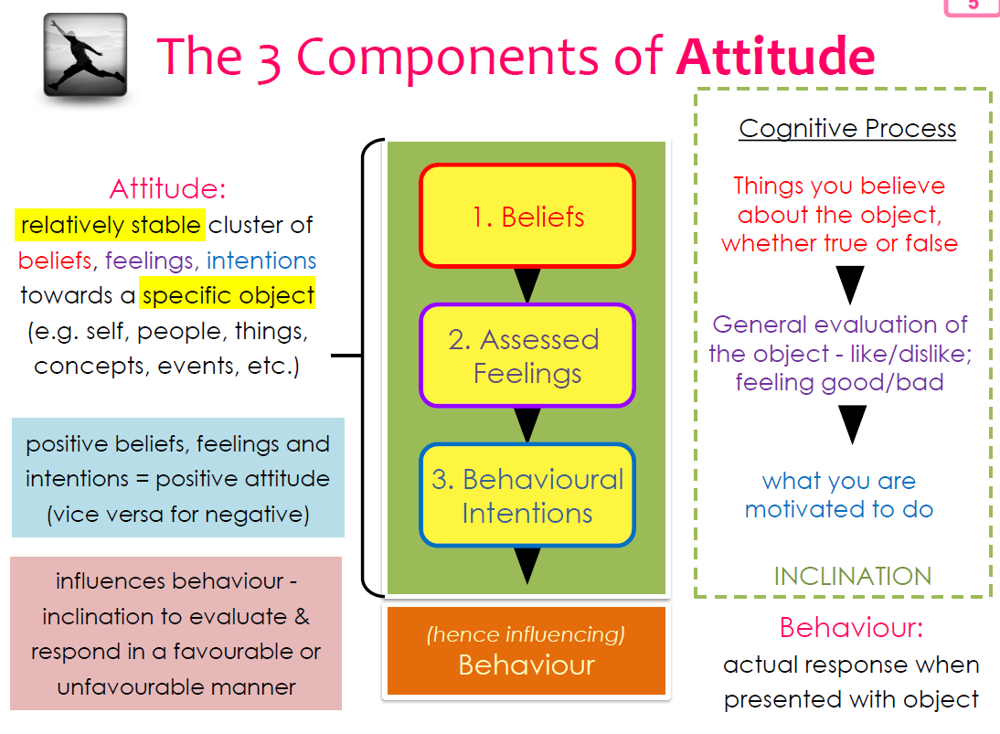 5
The 3 Components of Attitude
Attitude:
relatively stable cluster of
beliefs, feelings, intentions
towards a specific object
(e.g. self, people, things,
concepts, events, etc.)
positive beliefs, feelings and
intentions = positive attitude
(vice versa for negative)
influences behaviour -
inclination to evaluate &
respond in a favourable or
unfavourable manner
1. Beliefs
2. Assessed
Feelings
3. Behavioural
Intentions
(hence influencing)
Behaviour
Cognitive Process
Things you believe
about the object,
whether true or false
General evaluation of
the object - like/dislike;
feeling good/bad
what you are
motivated to do
INCLINATION
Behaviour:
actual response when
presented with object